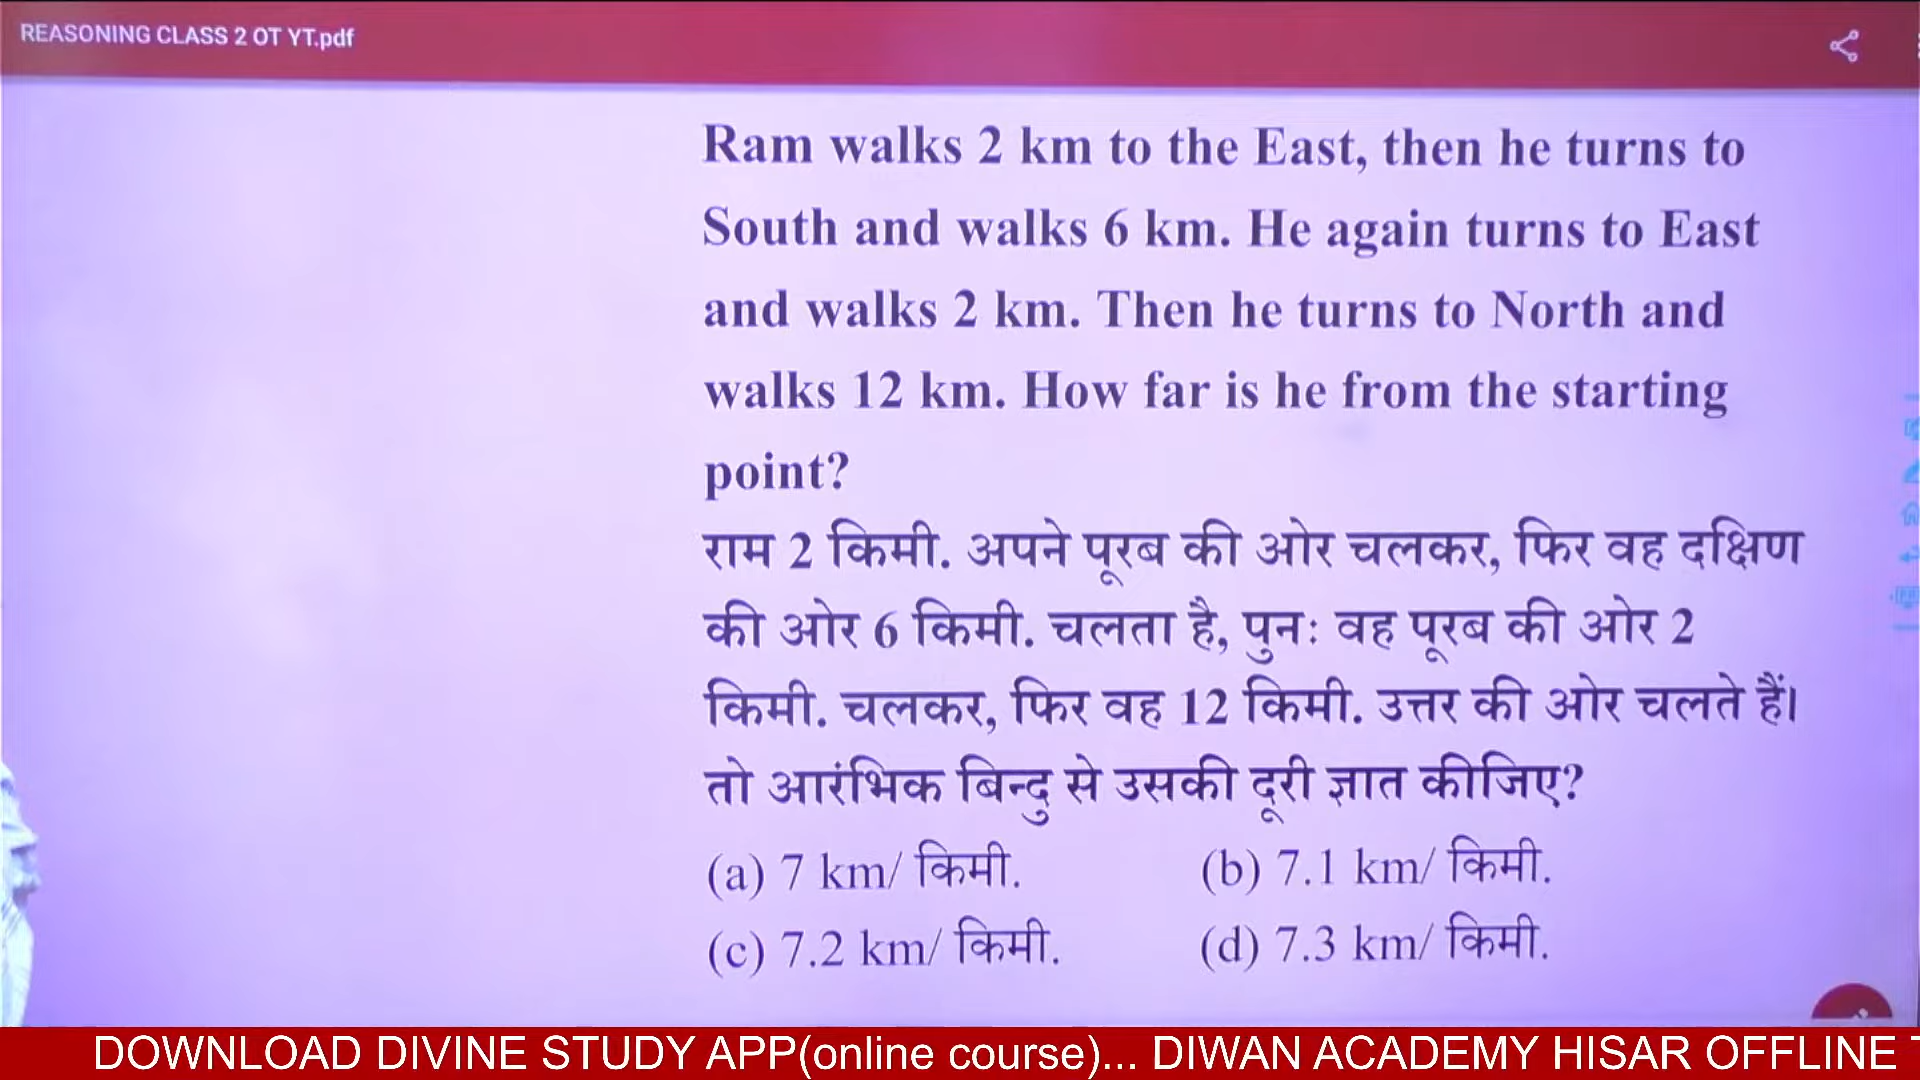 REASONING CLASS 2 OT YT.pdf
Ram walks 2 km to the East, then he turns to
South and walks 6 km. He again turns to East
and walks 2 km. Then he turns to North and
walks 12 km. How far is he from the starting
point?
राम 2 किमी. अपने पूरब की ओर चलकर, फिर वह दक्षिण
की ओर 6 किमी. चलता है, पुनः वह पूरब की ओर 2
किमी. चलकर, फिर वह 12 किमी. उत्तर की ओर चलते हैं।
तो आरंभिक बिन्दु से उसकी दूरी ज्ञात कीजिए?
(a) 7 km/ किमी. (b) 7.1 km/ किमी.
(c) 7.2 km/ किमी. (d) 7.3 km/ किमी.
DOWNLOAD DIVINE STUDY APP(online course)... DIWAN ACADEMY HISAR OFFLINE